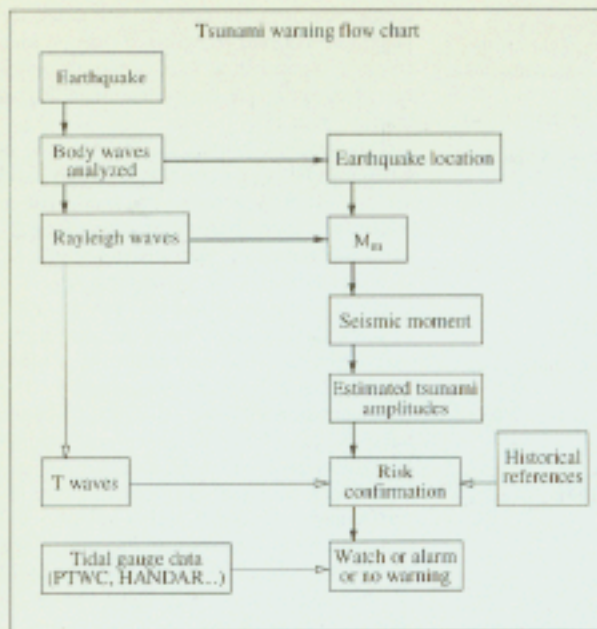 Tsunami warning flow chart
Earthquake
Body waves
analyzed
Earthquake location
Rayleigh waves
Mm
Seismic moment
Estimated tsunami
amplitudes
T waves
Risk
confirmation
Historical
references
Tidal gauge data
(PTWC, HANDAR...)
Watch or alarm
or no warning